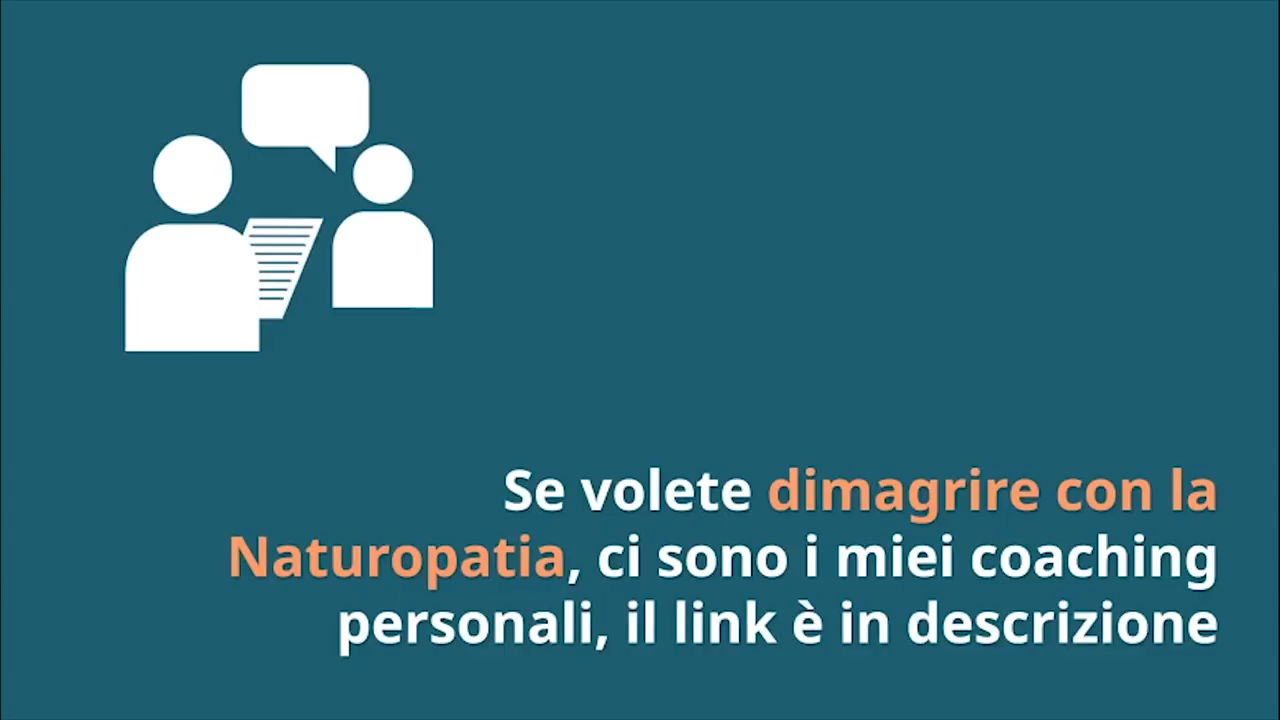 Se volete dimagrire con la
Naturopatia, ci sono i miei coaching
personali, il link è in descrizione